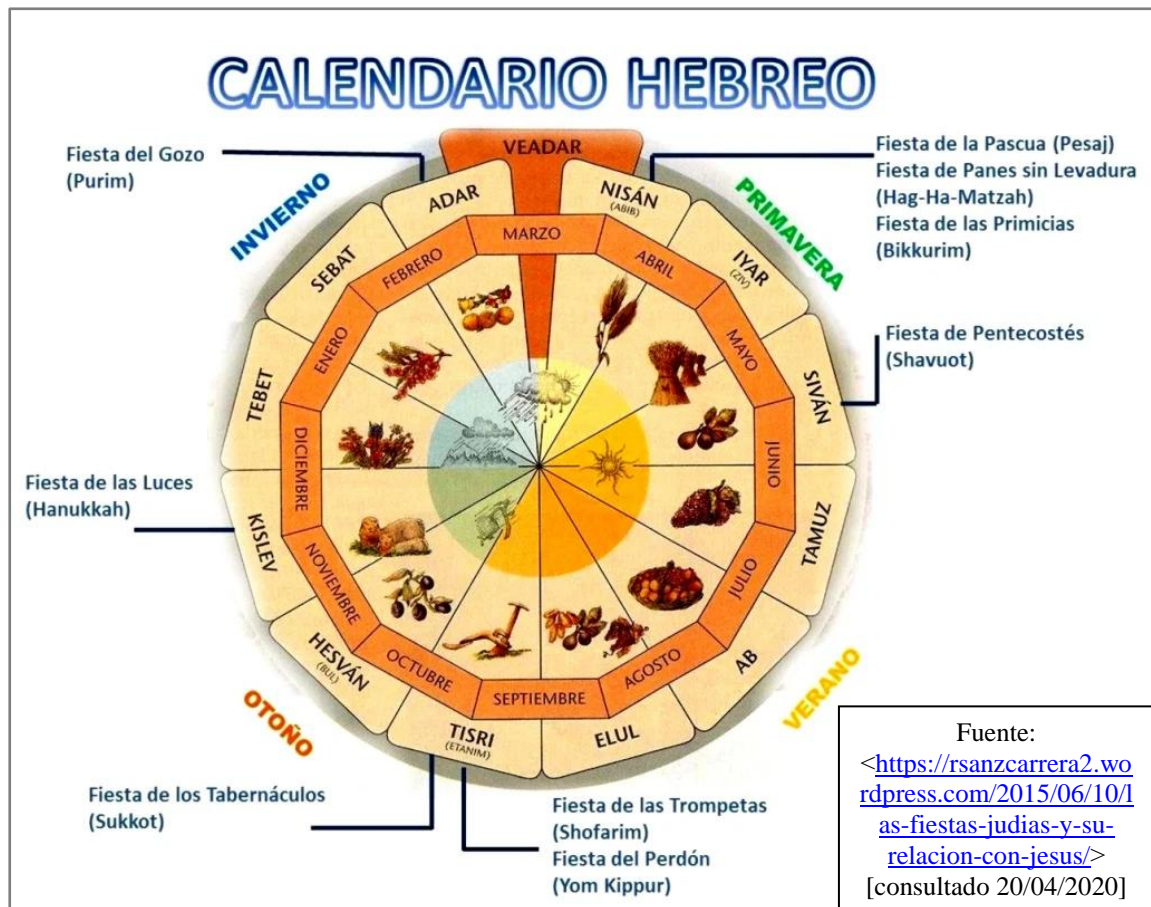 CALENDARIO HEBREO
Fiesta del Gozo
(Purim)
Fiesta de la Pascua (Pesaj)
Fiesta de Panes sin Levadura
(Hag-Ha-Matzah)
Fiesta de las Primicias
(Bikkurim)
INVIERNO
PRIMAVERA
VEADAR
NISÁN
(ABIB)
IYAR
(ZIV)
SIVÁN
TAMUZ
AB
ELUL
TISRI
(ETANIM)
HESVÁN
(BUL)
KISLEV
TEBET
SEBAT
ADAR
MARZO
ABRIL
MAYO
JUNIO
JULIO
AGOSTO
SEPTIEMBRE
OCTUBRE
NOVIEMBRE
DICIEMBRE
ENERO
FEBRERO
Fiesta de Pentecostés
(Shavuot)
Fiesta de las Luces
(Hanukkah)
OTOÑO
VERANO
Fiesta de los Tabernáculos
(Sukkot)
Fiesta de las Trompetas
(Shofarim)
Fiesta del Perdón
(Yom Kippur)
Fuente:
<https://rsanzcarrera2.wo
rdpress.com/2015/06/10/l
as-fiestas-judias-y-su-
relacion-con-jesus/>
[consultado 20/04/2020]